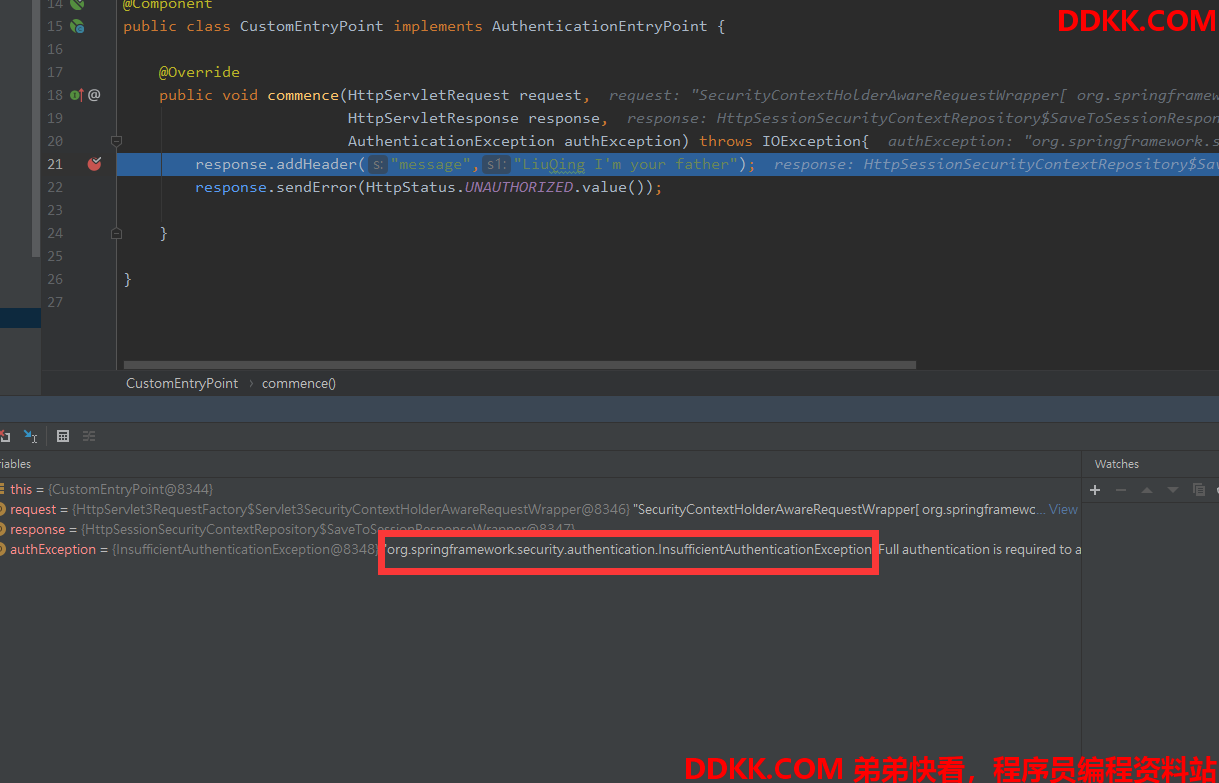 14 @Component
DDKK.COM
15 public class CustomEntryPoint implements AuthenticationEntryPoint {
16
17 @Override
18 @ public void commence(HttpServletRequest request, request: "SecurityContextHolderAwareRequestWrapper[ org.springframew
19 HttpServletResponse response, response: HttpSessionSecurityContextRepository$SaveToSessionRespon
20 AuthenticationException authException) throws IOException{ authException: "org.springframework.s
21 response.addHeader( s: "message", s1: "LiuQing I'm your father"); response: HttpSessionSecurityContextRepository$Sav
22 response.sendError(HttpStatus.UNAUTHORIZED.value());
23
24 }
25
26 }
27
CustomEntryPoint › commence()
iables
Watches
this = {CustomEntryPoint@8344}
request = {HttpServlet3RequestFactory$Servlet3SecurityContextHolderAwareRequestWrapper@8346} "SecurityContextHolderAwareRequestWrapper[ org.springframewc... View
response = {HttpSessionSecurityContextRepository$SaveToSessionResponseWrapper@8347}
authException = {InsufficientAuthenticationException@8348} "org.springframework.security.authentication.InsufficientAuthenticationException: Full authentication is required to a
DDKK.COM 弟弟快看，程序员编程资料站